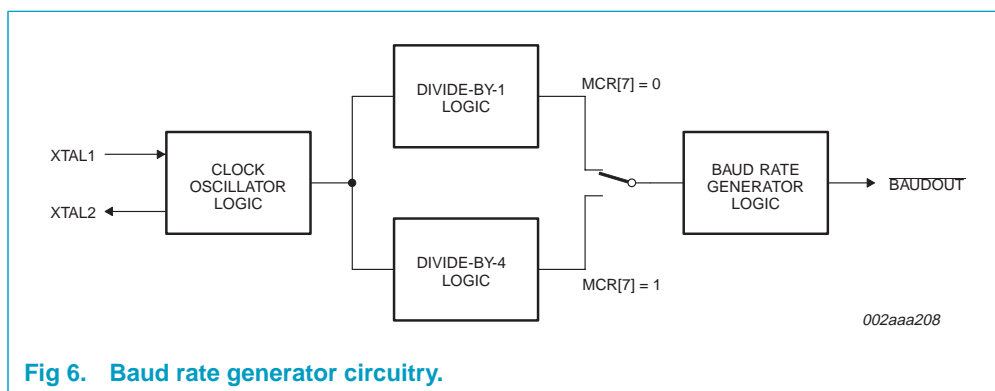 DIVIDE-BY-1
LOGIC
MCR[7] = 0
XTAL1
XTAL2
CLOCK
OSCILLATOR
LOGIC
BAUD RATE
GENERATOR
LOGIC
BAUDOUT
DIVIDE-BY-4
LOGIC
MCR[7] = 1
002aaa208
Fig 6. Baud rate generator circuitry.